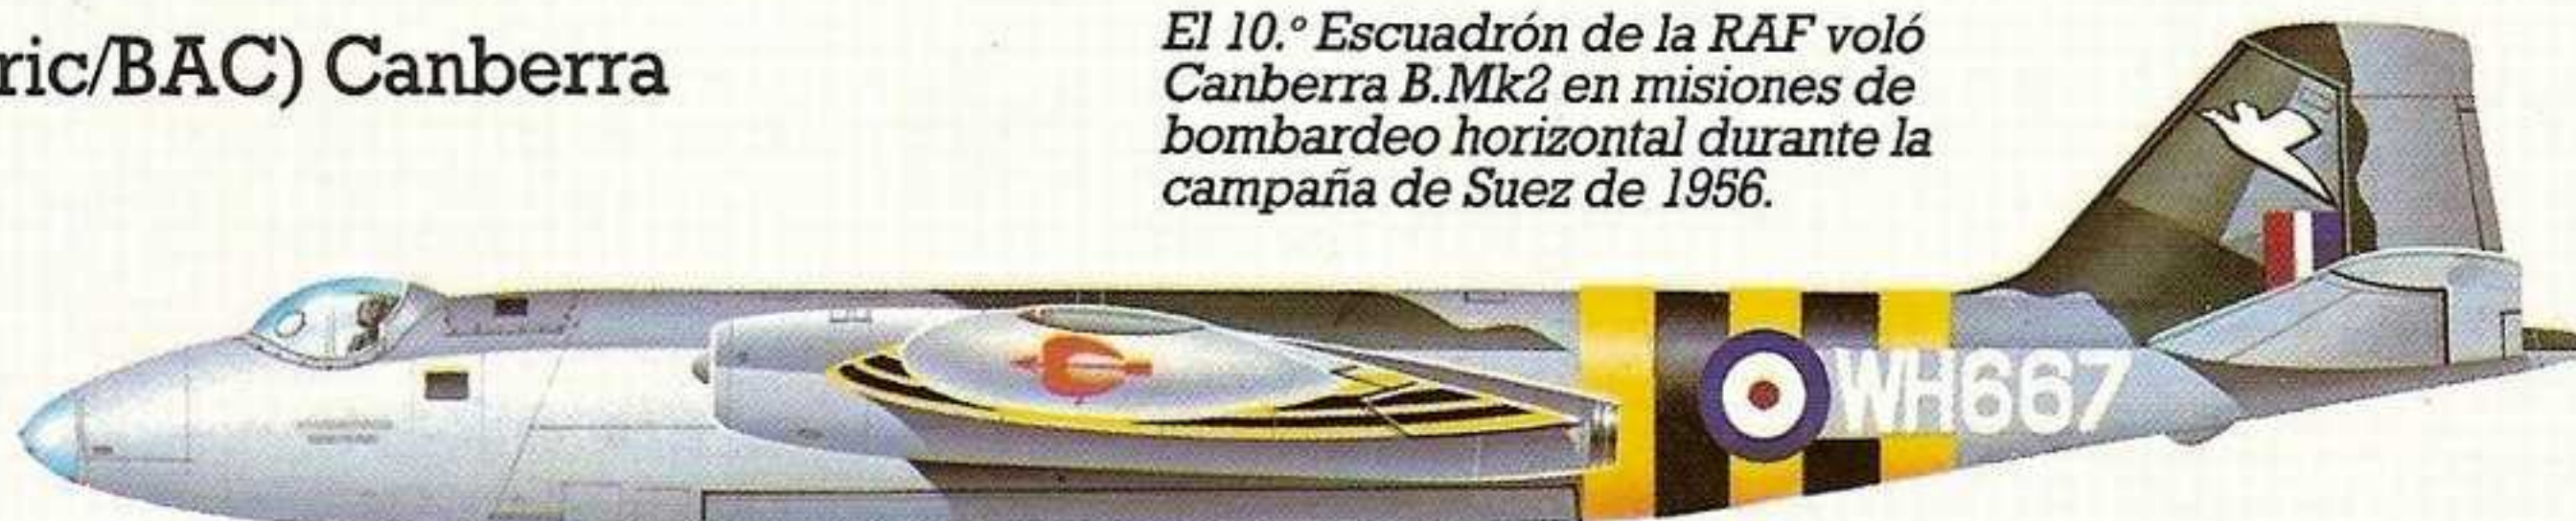 ric/BAC) Canberra
El 10.º Escuadrón de la RAF voló
Canberra B.Mk2 en misiones de
bombardeo horizontal durante la
campaña de Suez de 1956.
WH667